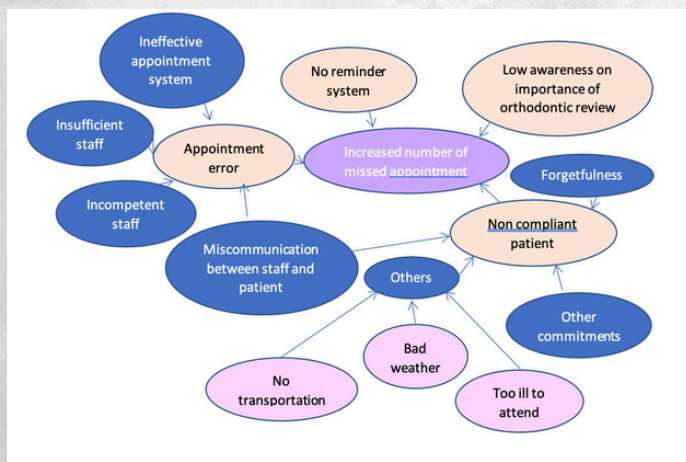 Ineffective
appointment
system
No reminder
system
Low awareness on
importance of
orthodontic review
Insufficient
staff
Appointment
error
Increased number of
missed appointment
Forgetfulness
Incompetent
staff
Non compliant
patient
Miscommunication
between staff and
patient
Others
Other
commitments
Bad
weather
No
transportation
Too ill to
attend